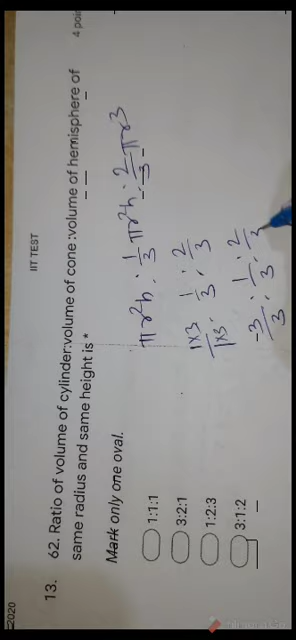 2020
IIT TEST
13. 62. Ratio of volume of cylinder:volume of cone :volume of hemisphere of
same radius and same height is *
4 poin
Mark only one oval.
1:1:1
3:2:1
1:2:3
3:1:2
πr²h : 1/3 πr²h : 2/3 πr3
1×3/1×3 : 1/3 : 2/3
3/3 : 1/3 : 2/3